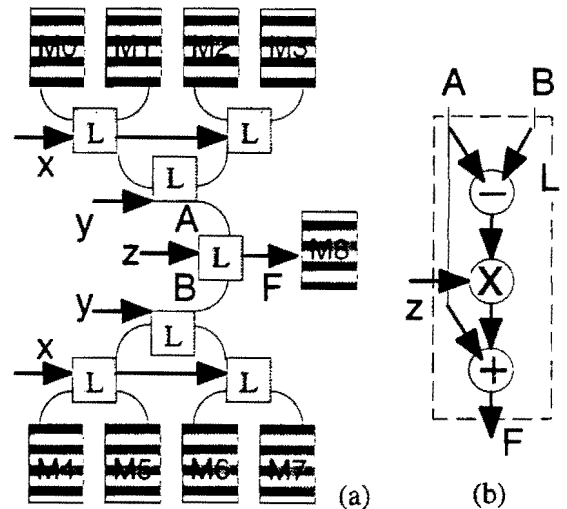 M0 M1 M2 M3
L L
x
L
y A
z L F M8
y B
L
x
L L
M4 M5 M6 M7
(a)
A B
L
−
z X
+
F
(b)